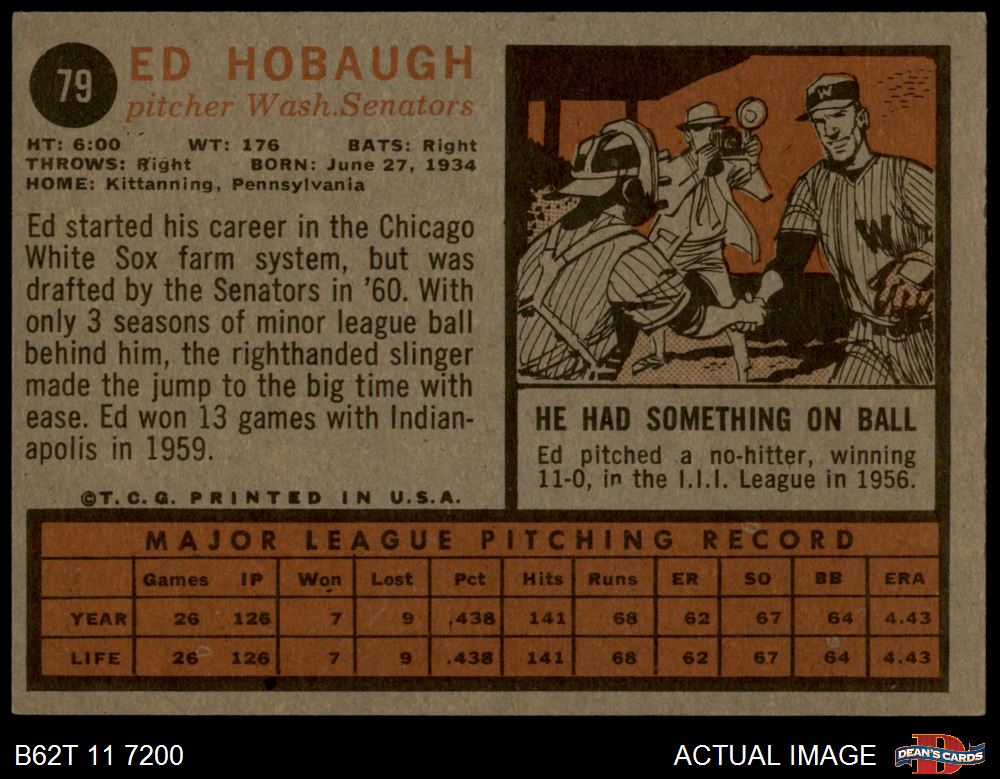 79
ED HOBAUGH
pitcher Wash.Senators
HT: 6:00 WT: 176 BATS: Right
THROWS: Right BORN: June 27, 1934
HOME: Kittanning, Pennsylvania
Ed started his career in the Chicago
White Sox farm system, but was
drafted by the Senators in '60. With
only 3 seasons of minor league ball
behind him, the righthanded slinger
made the jump to the big time with
ease. Ed won 13 games with Indian-
apolis in 1959.
©T.C.G. PRINTED IN U.S.A.
W
W
HE HAD SOMETHING ON BALL
Ed pitched a no-hitter, winning
11-0, in the I.I.I. League in 1956.
MAJOR LEAGUE PITCHING RECORD
Games IP Won Lost Pct Hits Runs ER SO BB ERA
YEAR 26 126 7 9 .438 141 68 62 67 64 4.43
LIFE 26 126 7 9 .438 141 68 62 67 64 4.43
B62T 11 7200
ACTUAL IMAGE
D
DEAN'S CARDS